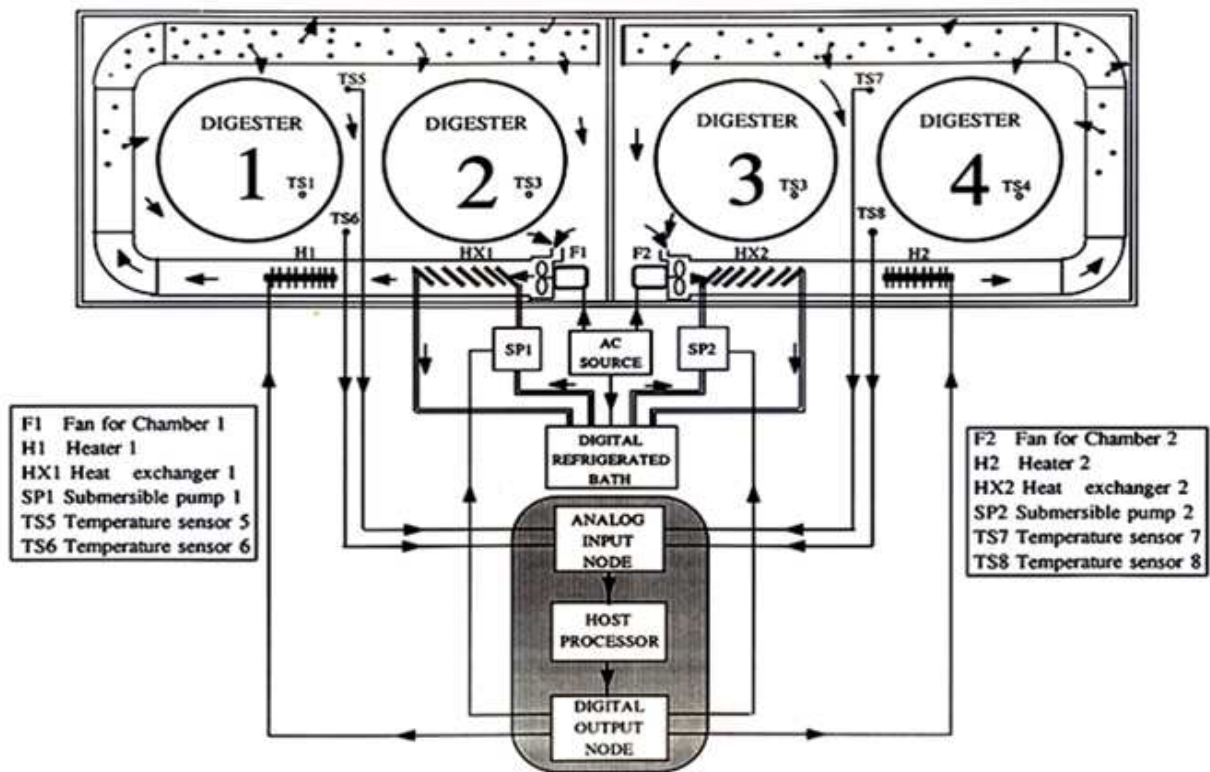 DIGESTER
1
TS1
TS5
TS6
DIGESTER
2
TS3
DIGESTER
3
TS3
TS7
TS8
DIGESTER
4
TS4
H1
HX1
F1
F2
HX2
H2
SP1
AC
SOURCE
SP2
DIGITAL
REFRIGERATED
BATH
F1 Fan for Chamber 1
H1 Heater 1
HX1 Heat exchanger 1
SP1 Submersible pump 1
TS5 Temperature sensor 5
TS6 Temperature sensor 6
F2 Fan for Chamber 2
H2 Heater 2
HX2 Heat exchanger 2
SP2 Submersible pump 2
TS7 Temperature sensor 7
TS8 Temperature sensor 8
ANALOG
INPUT
NODE
HOST
PROCESSOR
DIGITAL
OUTPUT
NODE